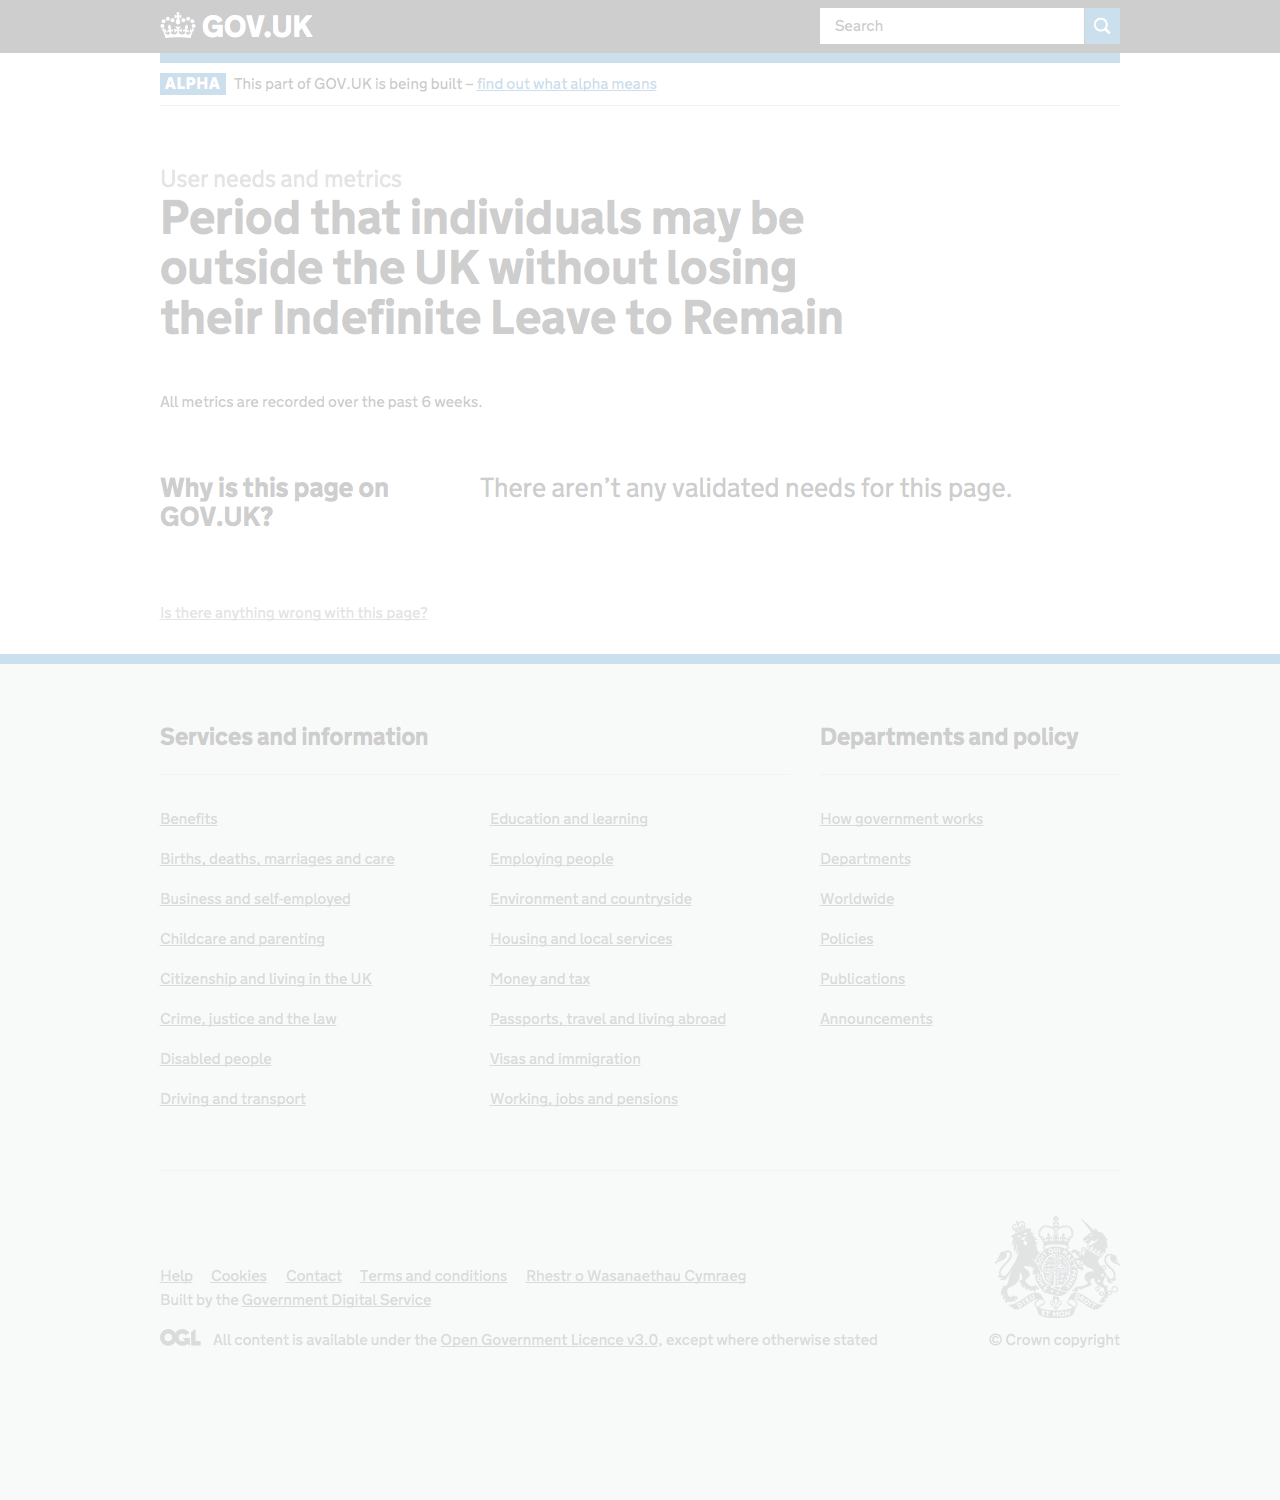 GOV.UK
Search
ALPHA This part of GOV.UK is being built – find out what alpha means
User needs and metrics
Period that individuals may be
outside the UK without losing
their Indefinite Leave to Remain
All metrics are recorded over the past 6 weeks.
Why is this page on
GOV.UK?
There aren’t any validated needs for this page.
Is there anything wrong with this page?
Services and information
Benefits
Births, deaths, marriages and care
Business and self-employed
Childcare and parenting
Citizenship and living in the UK
Crime, justice and the law
Disabled people
Driving and transport
Education and learning
Employing people
Environment and countryside
Housing and local services
Money and tax
Passports, travel and living abroad
Visas and immigration
Working, jobs and pensions
Departments and policy
How government works
Departments
Worldwide
Policies
Publications
Announcements
Help Cookies Contact Terms and conditions Rhestr o Wasanaethau Cymraeg
Built by the Government Digital Service
OGL All content is available under the Open Government Licence v3.0, except where otherwise stated
© Crown copyright